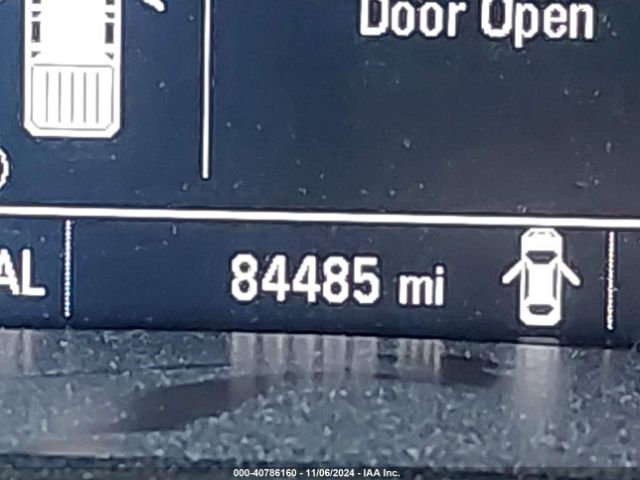 Door Open
AL
84485 mi
000-40786160 - 11/06/2024 - IAA Inc.